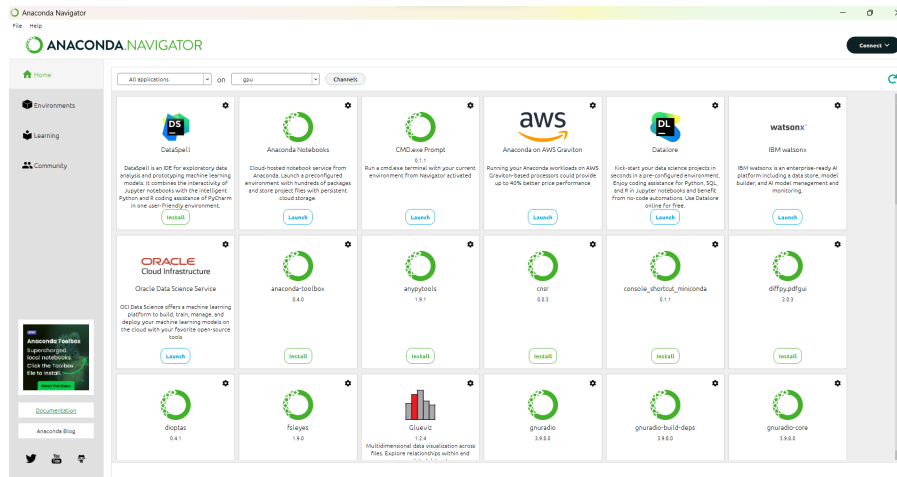 Anaconda Navigator
File Help
ANACONDA.NAVIGATOR
Connect
Home
Environments
Learning
Community
All applications
on
gpu
Channels
DS
DataSpell
DataSpell is an IDE for exploratory data
analysis and prototyping machine learning
models. It combines the interactivity of
Jupyter notebooks with the intelligent
Python and R coding assistance of PyCharm
in one user-friendly environment.
Install
Anaconda Notebooks
Cloud-hosted notebook service from
Anaconda. Launch a preconfigured
environment with hundreds of packages
and store project files with persistent
cloud storage.
Launch
CMD.exe Prompt
0.1.1
Run a cmd.exe terminal with your current
environment from Navigator activated
Launch
aws
Anaconda on AWS Graviton
Running your Anaconda workloads on AWS
Graviton-based processors could provide
up to 40% better price performance
Launch
DL
Datalore
Kick-start your data science projects in
seconds in a pre-configured environment.
Enjoy coding assistance for Python, SQL,
and R in Jupyter notebooks and benefit
from no-code automations. Use Datalore
online for free.
Launch
watsonx
IBM watsonx
IBM watsonx is an enterprise-ready AI
platform including a data store, model
builder, and AI model management and
monitoring.
Launch
ORACLE
Cloud Infrastructure
Oracle Data Science Service
OCI Data Science offers a machine learning
platform to build, train, manage, and
deploy your machine learning models on
the cloud with your favorite open-source
tools.
Launch
anaconda-toolbox
0.4.0
Install
anypytools
1.9.1
Install
cnsr
0.0.3
Install
console_shortcut_miniconda
0.1.1
Install
diffpy.pdfgui
2.0.3
Install
dioptas
0.4.1
fsleyes
1.9.0
Glueviz
1.2.4
Multidimensional data visualization across
files. Explore relationships within and
gnuradio
3.9.8.0
gnuradio-build-deps
3.9.8.0
gnuradio-core
3.9.8.0
Anaconda Toolbox
Supercharged
local notebooks.
Click the Toolbox
tile to install.
Read the Docs
Documentation
Anaconda Blog
You
Tube